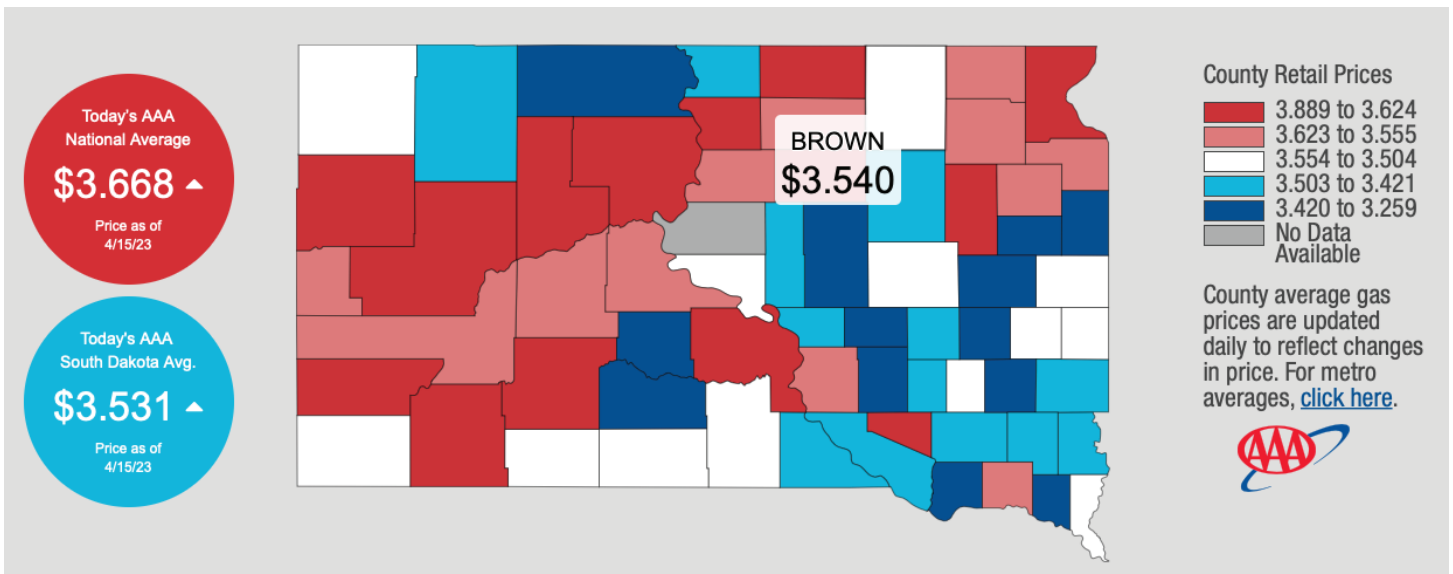 Today's AAA
National Average
$3.668
Price as of
4/15/23
Today's AAA
South Dakota Avg.
$3.531
Price as of
4/15/23
BROWN
$3.540
County Retail Prices
3.889 to 3.624
3.623 to 3.555
3.554 to 3.504
3.503 to 3.421
3.420 to 3.259
No Data
Available
County average gas
prices are updated
daily to reflect changes
in price. For metro
averages, click here.
AAA